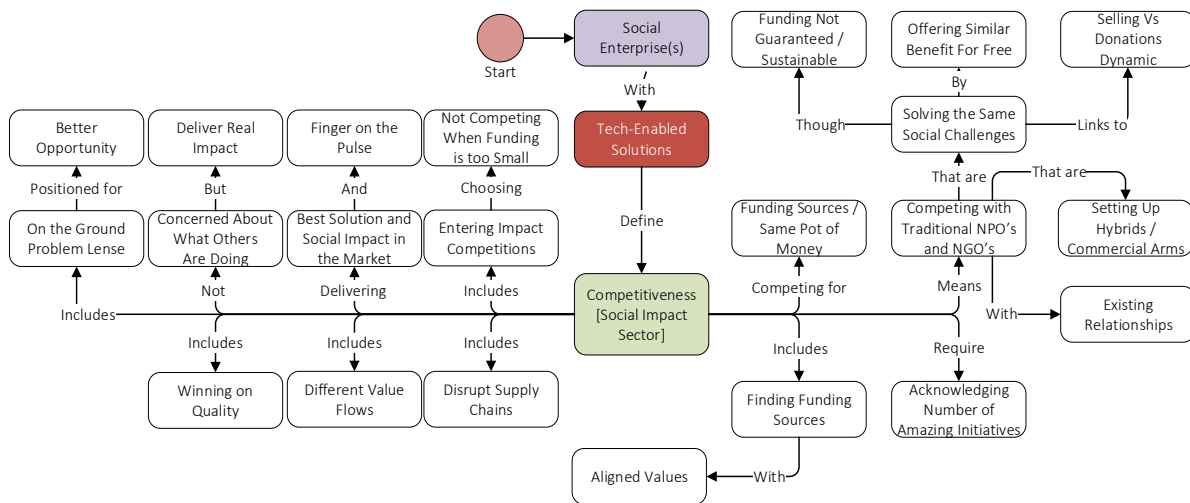 Start
Social
Enterprise(s)
With
Tech-Enabled
Solutions
Define
Competitiveness
[Social Impact
Sector]
Funding Not
Guaranteed /
Sustainable
Offering Similar
Benefit For Free
Selling Vs
Donations
Dynamic
Though
By
Links to
Solving the Same
Social Challenges
That are
That are
Better
Opportunity
Deliver Real
Impact
Finger on the
Pulse
Not Competing
When Funding
is too Small
Positioned for
But
And
Choosing
On the Ground
Problem Lense
Concerned About
What Others
Are Doing
Best Solution and
Social Impact in
the Market
Entering Impact
Competitions
Funding Sources /
Same Pot of
Money
Competing with
Traditional NPO's
and NGO's
Setting Up
Hybrids /
Commercial Arms
Includes
Not
Delivering
Includes
Competing for
Means
With
Existing
Relationships
Includes
Includes
Includes
Includes
Require
Winning on
Quality
Different Value
Flows
Disrupt Supply
Chains
Finding Funding
Sources
Acknowledging
Number of
Amazing Initiatives
With
Aligned Values